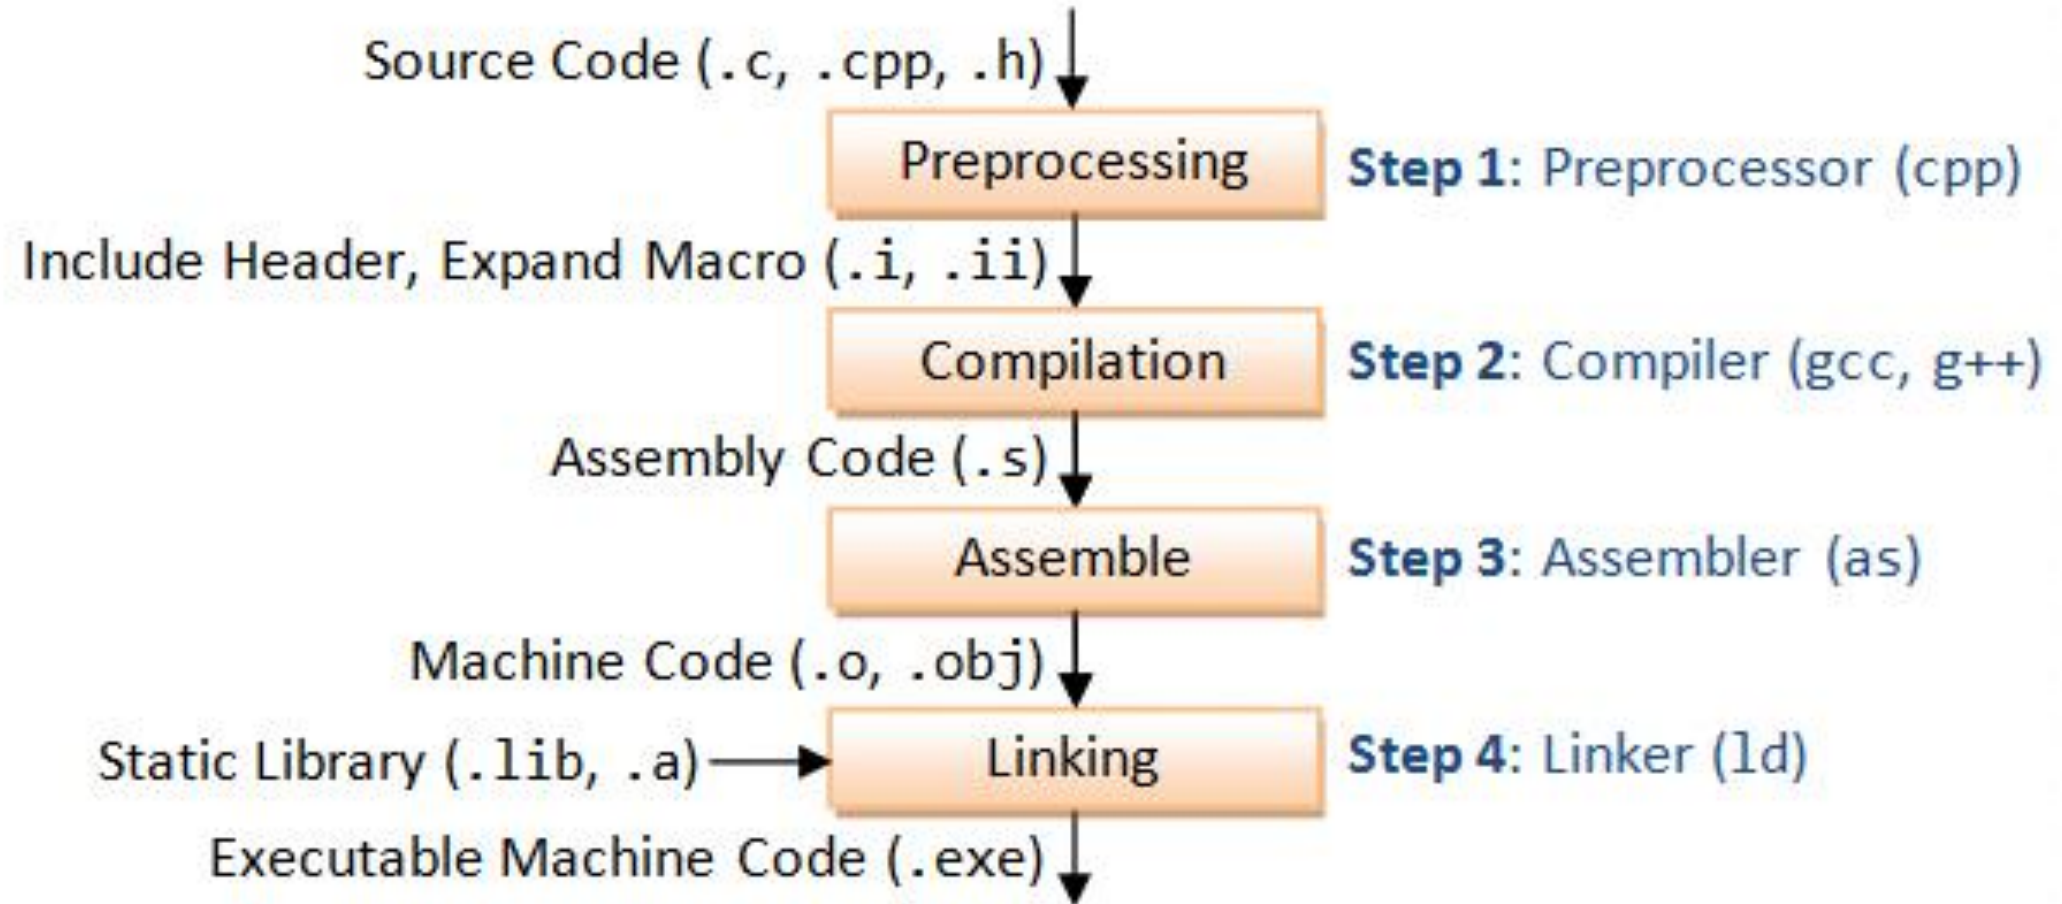 Source Code (.c, .cpp, .h)
Preprocessing
Step 1: Preprocessor (cpp)
Include Header, Expand Macro (.i, .ii)
Compilation
Step 2: Compiler (gcc, g++)
Assembly Code (.s)
Assemble
Step 3: Assembler (as)
Machine Code (.o, .obj)
Static Library (.lib, .a)
Linking
Step 4: Linker (ld)
Executable Machine Code (.exe)